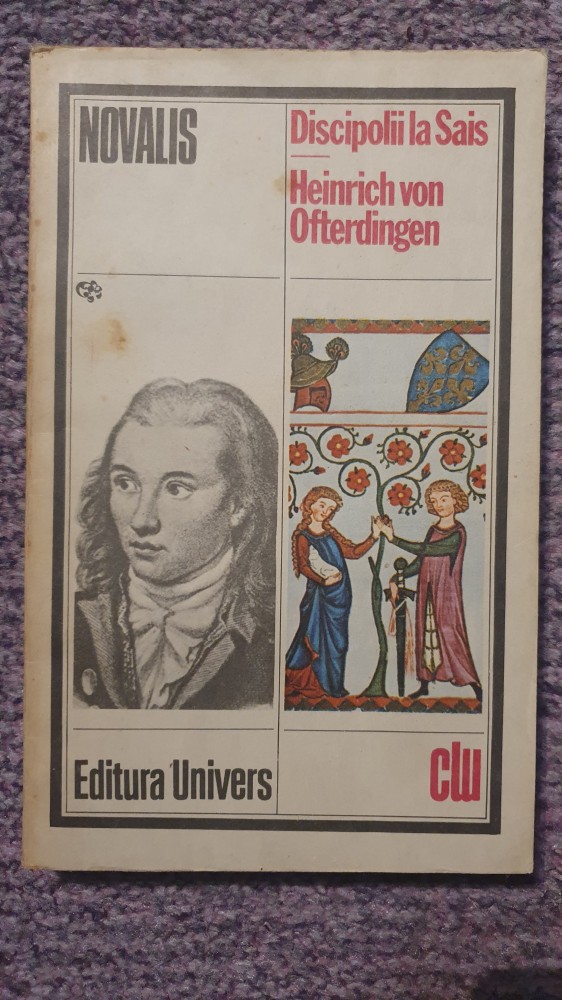 NOVALIS
Discipolii la Sais
Heinrich von
Ofterdingen
Editura Univers
clu